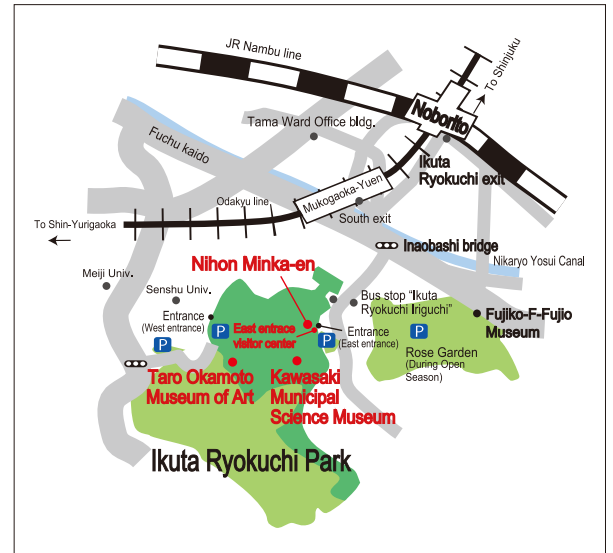 JR Nambu line
To Shinjuku
Noborito
Tama Ward Office bldg.
Fuchu kaido
Ikuta
Ryokuchi exit
Mukogaoka-Yuen
Odakyu line
South exit
To Shin-Yurigaoka
Inaobashi bridge
Nikaryo Yosui Canal
Meiji Univ.
Nihon Minka-en
Senshu Univ.
Bus stop "Ikuta
Ryokuchi Iriguchi"
Fujiko-F-Fujio
Museum
Entrance
(West entrance)
East entrace
visitor center
Entrance
(East entrance)
P
P
P
P
Rose Garden
(During Open
Season)
Taro Okamoto
Museum of Art
Kawasaki
Municipal
Science Museum
Ikuta Ryokuchi Park